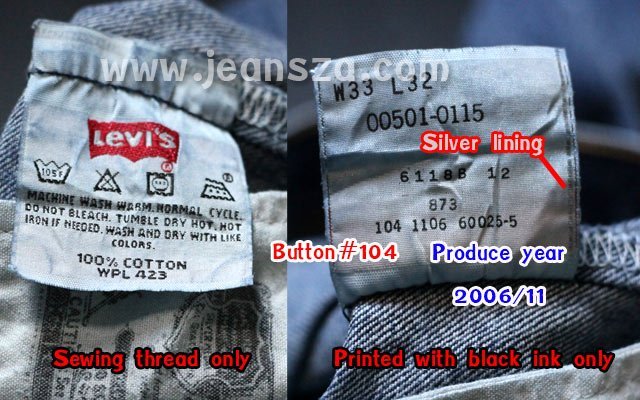 www.jeansza.com
Levi's
105F
MACHINE WASH WARM NORMAL CYCLE.
DO NOT BLEACH. TUMBLE DRY HOT. HOT
IRON IF NEEDED. WASH AND DRY WITH LIKE
COLORS.
100% COTTON
WPL 423
Sewing thread only
W33 L32
00501-0115
Silver lining
6118B 12
873
104 1106 60026-5
Button#104
Produce year
2006/11
Printed with black ink only